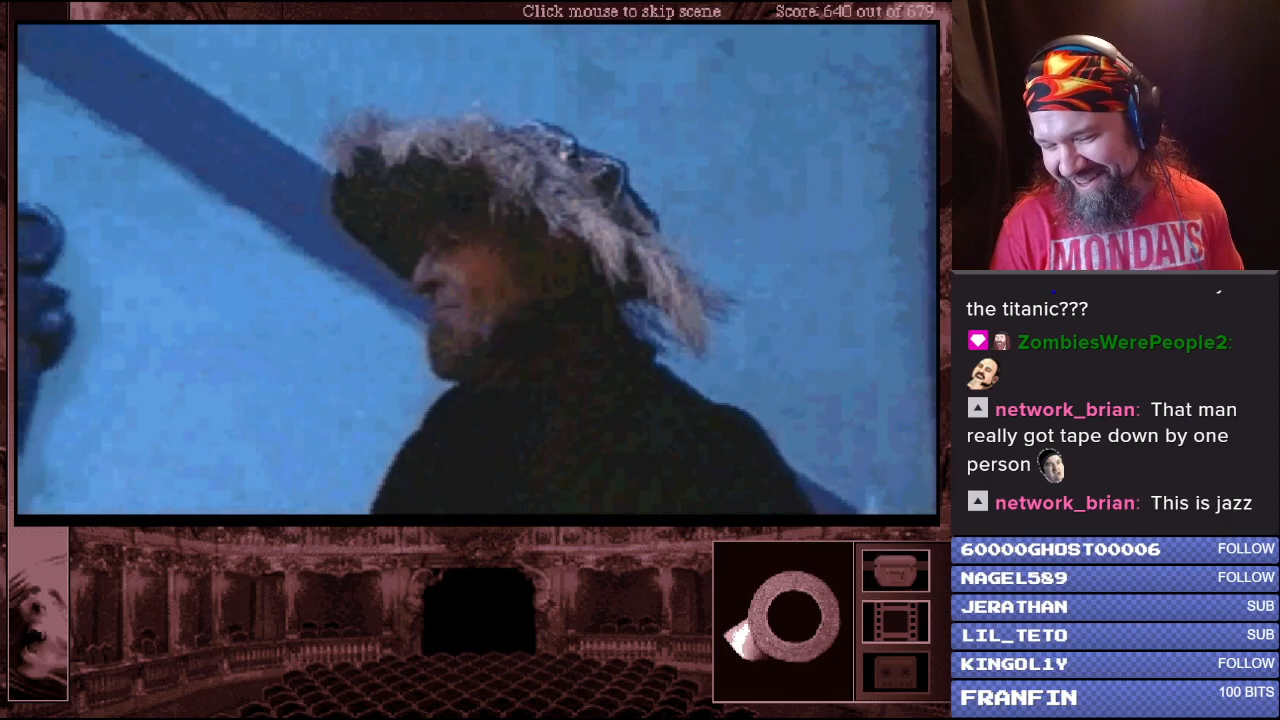 Click mouse to skip scene
Score: 640 out of 679
MONDAYS
the titanic???
ZombiesWerePeople2:
network_brian: That man
really got tape down by one
person
network_brian: This is jazz
60000GHOST00006 FOLLOW
NAGEL589 FOLLOW
JERATHAN SUB
LIL_TETO SUB
KINGOL1Y FOLLOW
FRANFIN 100 BITS